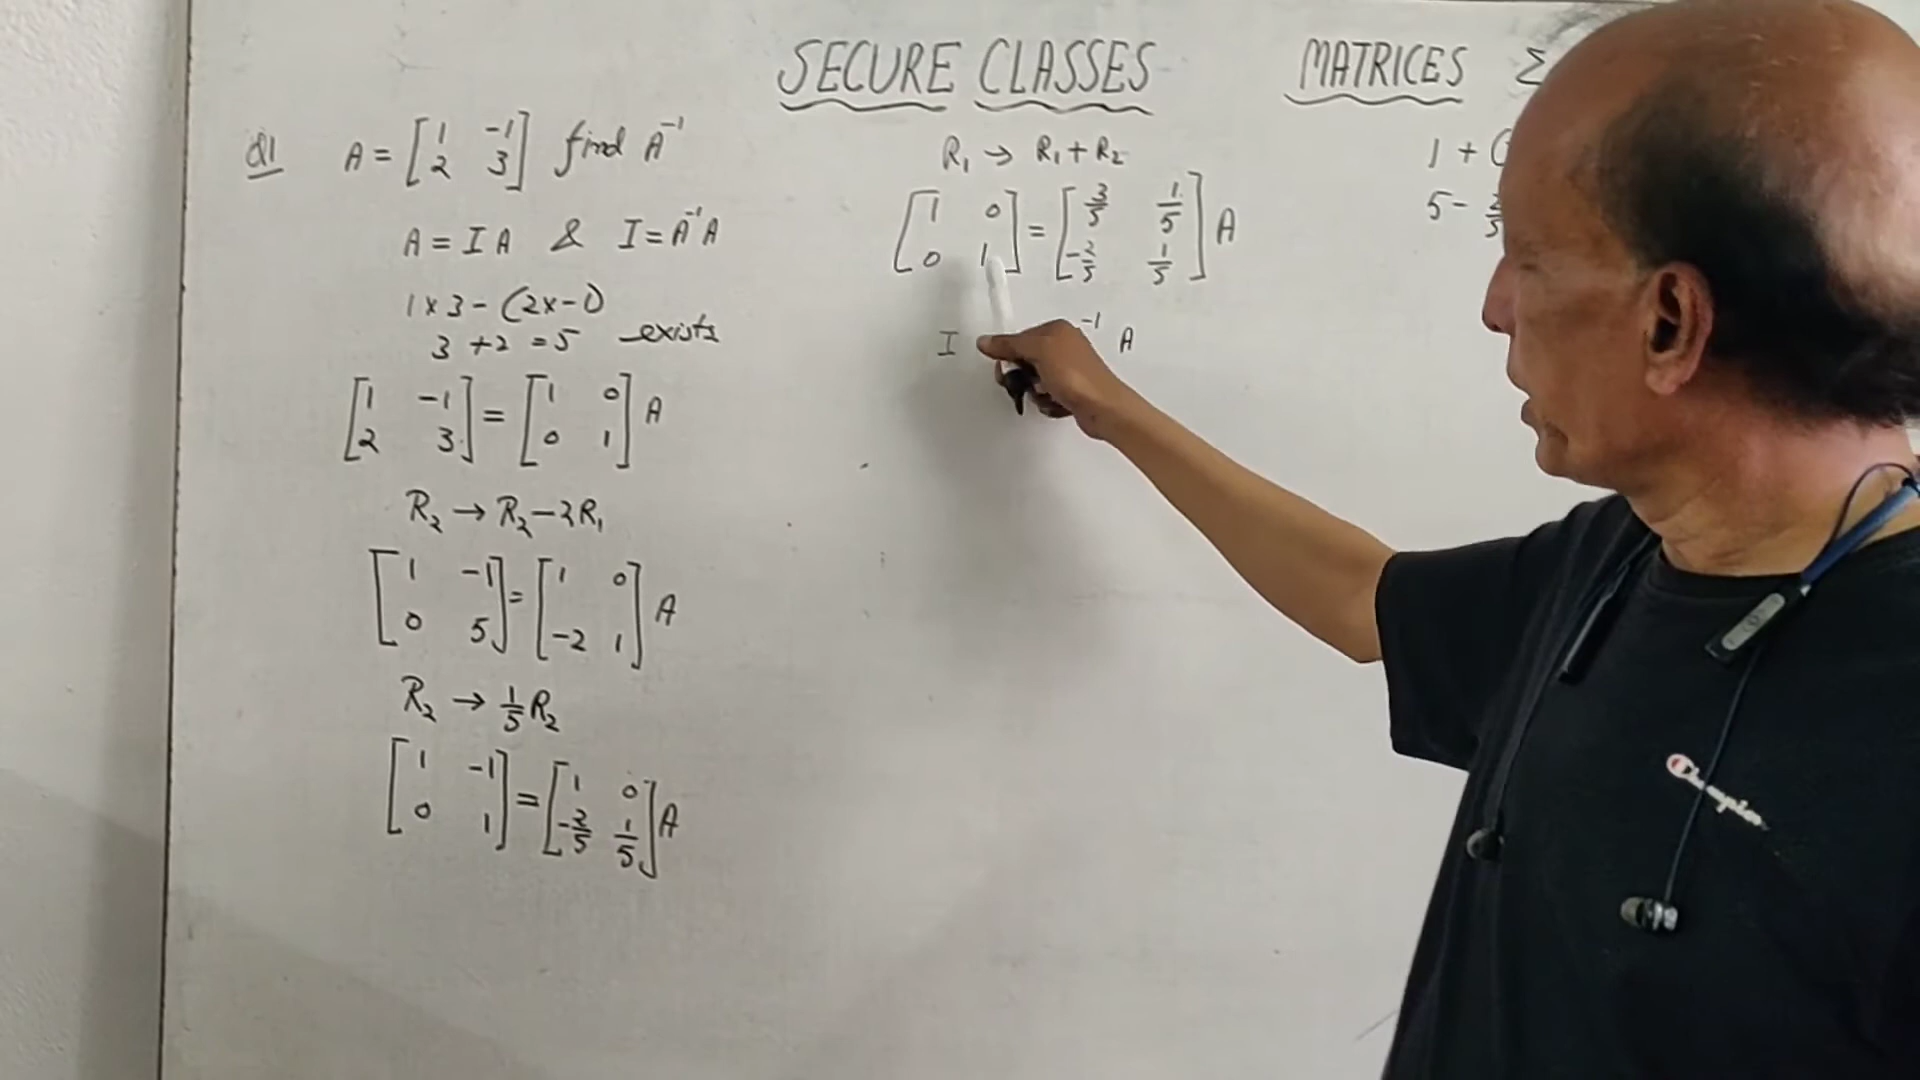 SECURE CLASSES
MATRICES
Q1 A = [1 -1; 2 3] find A⁻¹
A = I A & I = A⁻¹A
1 x 3 - (2x-1)
3 + 2 = 5 exists
[1 -1; 2 3] = [1 0; 0 1] A
R₂ → R₂ - 2R₁
[1 -1; 0 5] = [1 0; -2 1] A
R₂ → 1/5 R₂
[1 -1; 0 1] = [1 0; -2/5 1/5] A
R₁ → R₁ + R₂
[1 0; 0 1] = [3/5 1/5; -2/5 1/5] A
I -1 A
1 + (
5 - 2/5
Champion